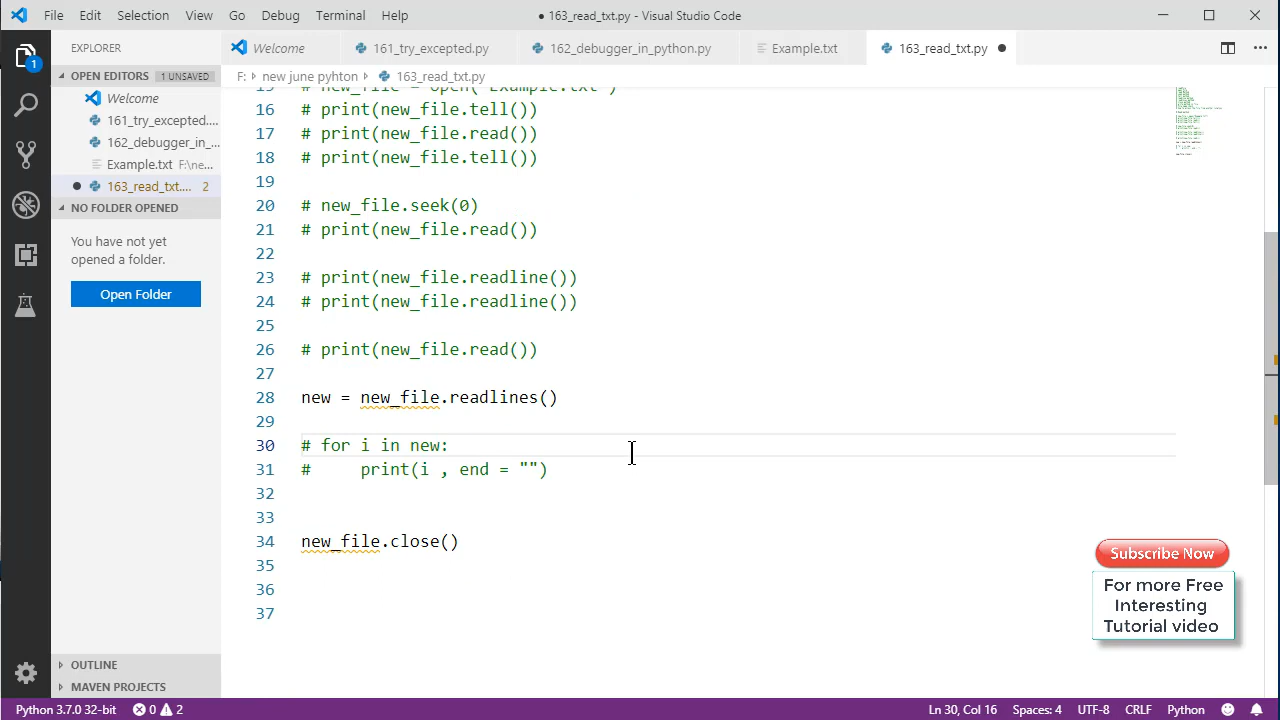 File Edit Selection View Go Debug Terminal Help
● 163_read_txt.py - Visual Studio Code
EXPLORER
Welcome 161_try_excepted.py 162_debugger_in_python.py Example.txt 163_read_txt.py
OPEN EDITORS 1 UNSAVED
F: > new june pyhton > 163_read_txt.py
Welcome
161_try_excepted....
162_debugger_in_...
Example.txt F:\ne...
163_read_txt.... 2
NO FOLDER OPENED
You have not yet
opened a folder.
Open Folder
1
15 # new_file = open("Example.txt")
16 # print(new_file.tell())
17 # print(new_file.read())
18 # print(new_file.tell())
19
20 # new_file.seek(0)
21 # print(new_file.read())
22
23 # print(new_file.readline())
24 # print(new_file.readline())
25
26 # print(new_file.read())
27
28 new = new_file.readlines()
29
30 # for i in new:
31 #     print(i , end = "")
32
33
34 new_file.close()
35
36
37
Subscribe Now
For more Free
Interesting
Tutorial video
OUTLINE
MAVEN PROJECTS
Python 3.7.0 32-bit 0 2 Ln 30, Col 16 Spaces: 4 UTF-8 CRLF Python